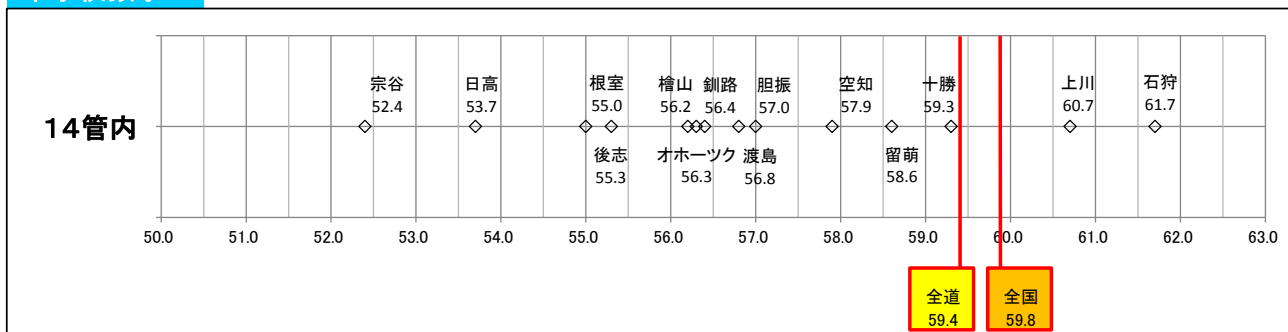 宗谷
52.4
日高
53.7
根室
55.0
檜山
56.2
釧路
56.4
胆振
57.0
空知
57.9
十勝
59.3
上川
60.7
石狩
61.7
14管内
後志
55.3
オホーツク
56.3
渡島
56.8
留萌
58.6
50.0 51.0 52.0 53.0 54.0 55.0 56.0 57.0 58.0 59.0 60.0 61.0 62.0 63.0
全道
59.4
全国
59.8